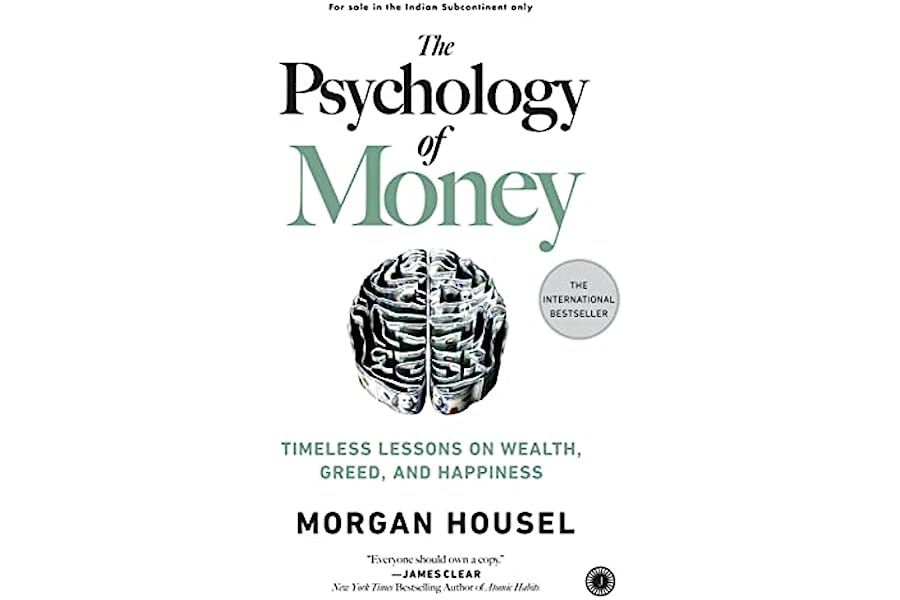 For sale in the Indian Subcontinent only
The
Psychology
of
Money
THE
INTERNATIONAL
BESTSELLER
TIMELESS LESSONS ON WEALTH,
GREED, AND HAPPINESS
MORGAN HOUSEL
"Everyone should own a copy."
—JAMES CLEAR
New York Times Bestselling Author of Atomic Habits
J